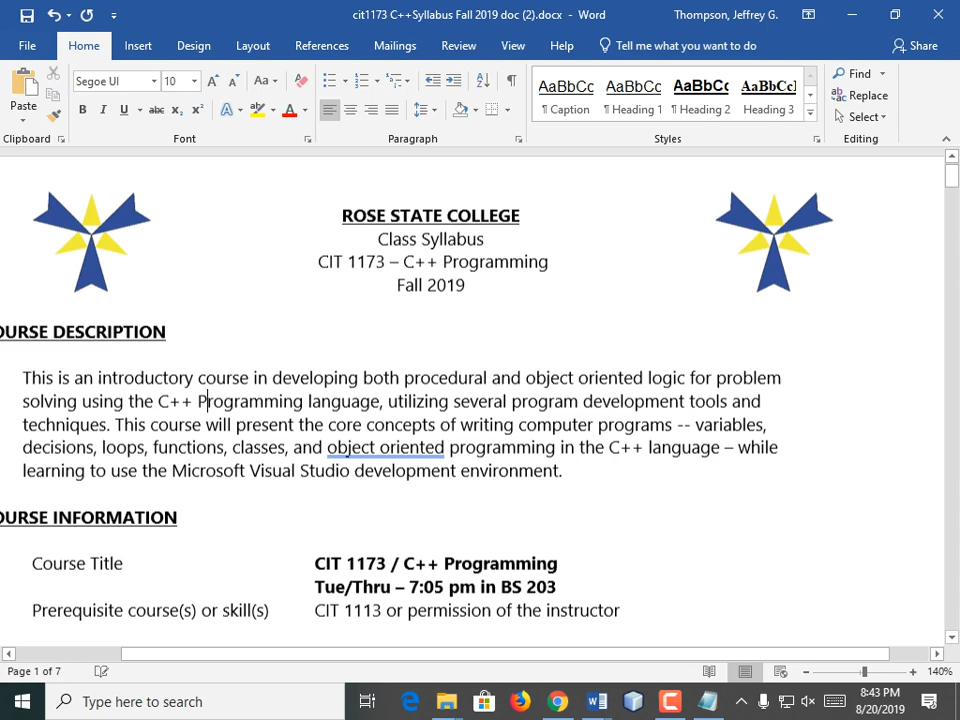 cit1173 C++Syllabus Fall 2019 doc (2).docx - Word
Thompson, Jeffrey G.
File Home Insert Design Layout References Mailings Review View Help Tell me what you want to do Share
Paste
Segoe UI 10
Aa
B I U abc X₂ X² A A
AaBbCc AaBbCc AaBbCc AaBbCcl
¶ Caption ¶ Heading 1 ¶ Heading 2 Heading 3
Find
Replace
Select
Clipboard Font Paragraph Styles Editing
ROSE STATE COLLEGE
Class Syllabus
CIT 1173 – C++ Programming
Fall 2019
OURSE DESCRIPTION
This is an introductory course in developing both procedural and object oriented logic for problem
solving using the C++ Programming language, utilizing several program development tools and
techniques. This course will present the core concepts of writing computer programs -- variables,
decisions, loops, functions, classes, and object oriented programming in the C++ language – while
learning to use the Microsoft Visual Studio development environment.
OURSE INFORMATION
Course Title CIT 1173 / C++ Programming
Tue/Thru – 7:05 pm in BS 203
Prerequisite course(s) or skill(s) CIT 1113 or permission of the instructor
Page 1 of 7
140%
Type here to search
8:43 PM
8/20/2019